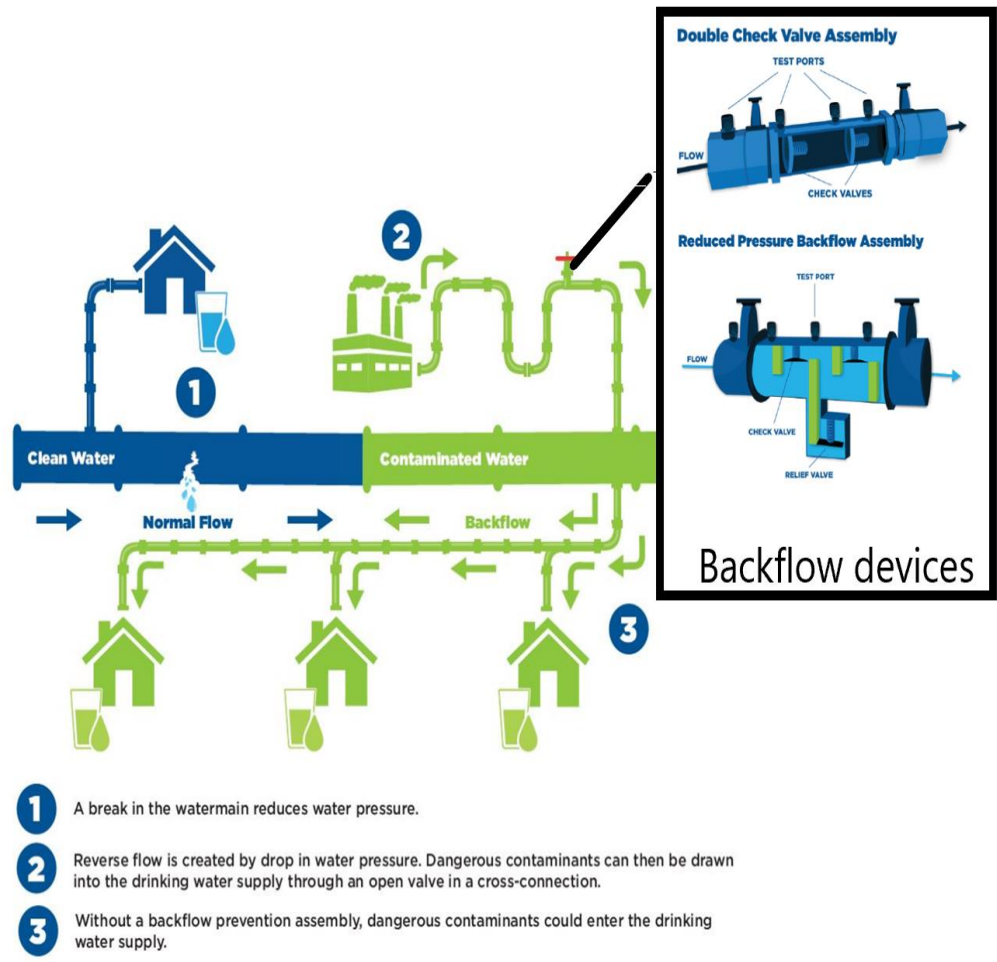 Double Check Valve Assembly
TEST PORTS
FLOW
CHECK VALVES
Reduced Pressure Backflow Assembly
TEST PORT
FLOW
CHECK VALVE
RELIEF VALVE
Backflow devices
2
1
Clean Water
Contaminated Water
Normal Flow
Backflow
3
1 A break in the watermain reduces water pressure.
2 Reverse flow is created by drop in water pressure. Dangerous contaminants can then be drawn
into the drinking water supply through an open valve in a cross-connection.
3 Without a backflow prevention assembly, dangerous contaminants could enter the drinking
water supply.